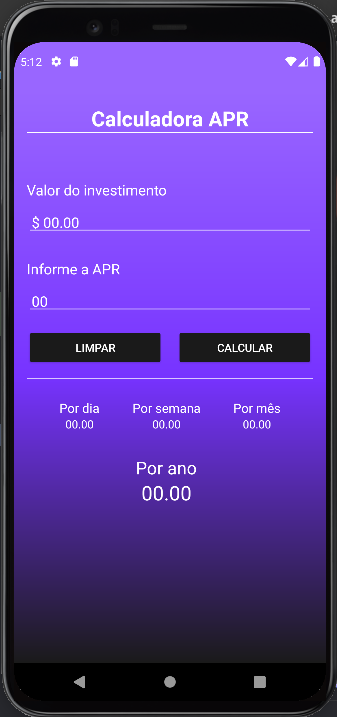 5:12
Calculadora APR
Valor do investimento
$ 00.00
Informe a APR
00
LIMPAR CALCULAR
Por dia Por semana Por mês
00.00 00.00 00.00
Por ano
00.00